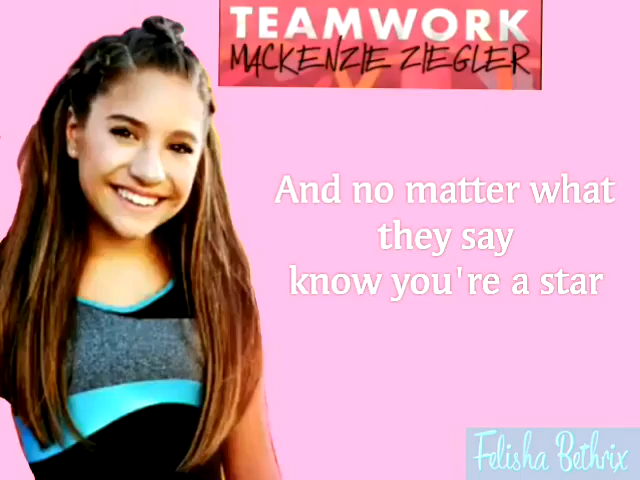 TEAMWORK
MACKENZIE ZIEGLER
And no matter what
they say
know you're a star
Felisha Bethrix